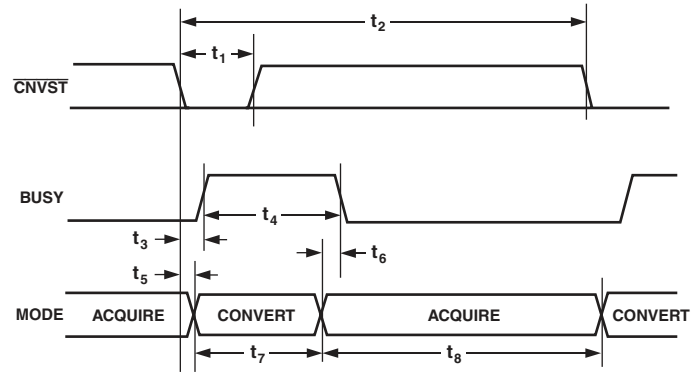 t2
t1
CNVST
BUSY
t4
t3
t6
t5
MODE ACQUIRE CONVERT ACQUIRE CONVERT
t7 t8